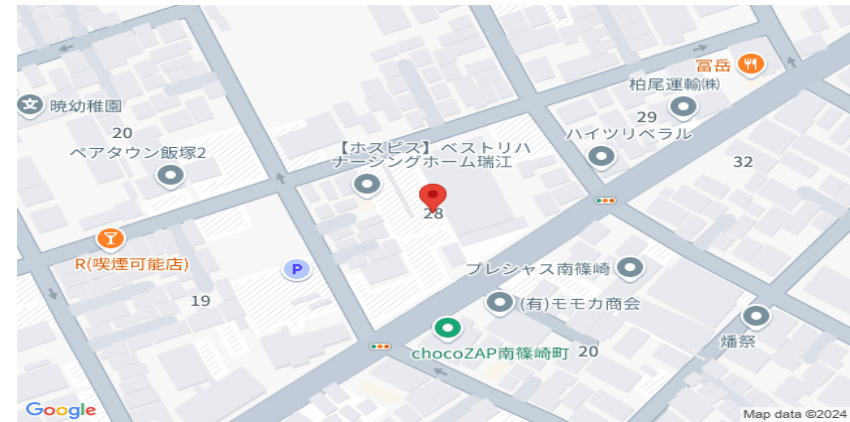 冨岳
柏尾運輸㈱
暁幼稚園
29
20
ハイツリベラル
ペアタウン飯塚2
【ホスピス】ベストリハ
ナーシングホーム瑞江
32
28
R(喫煙可能店)
P
プレシャス南篠崎
19
(有)モモカ商会
燔祭
chocoZAP南篠崎町
20
Google
Map data ©2024